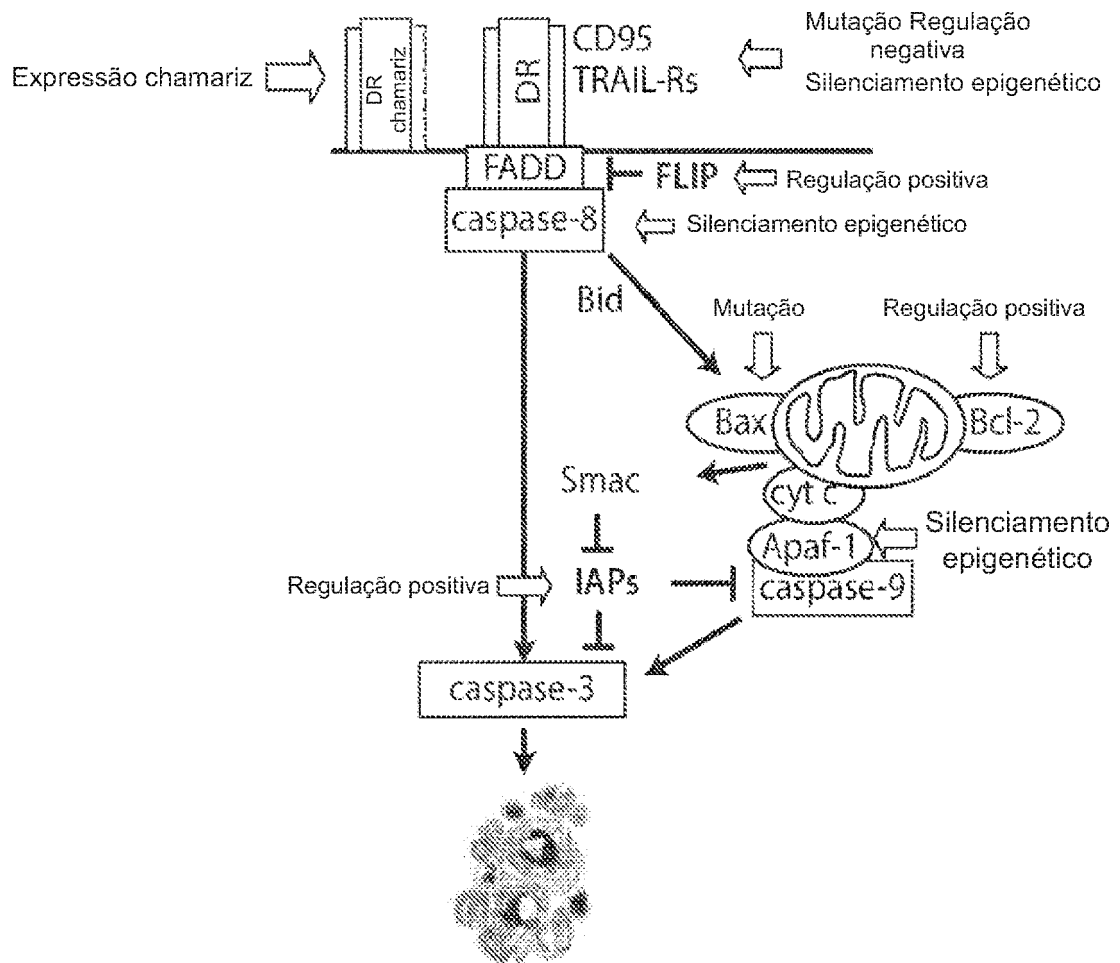 Mutação Regulação
negativa
Silenciamento epigenético
CD95
TRAIL-Rs
Expressão chamariz
DR
chamariz
DR
FADD
FLIP
Regulação positiva
caspase-8
Silenciamento epigenético
Bid
Mutação
Regulação positiva
Bax
Bcl-2
Smac
cyt c
Apaf-1
Silenciamento
epigenético
Regulação positiva
IAPs
caspase-9
caspase-3